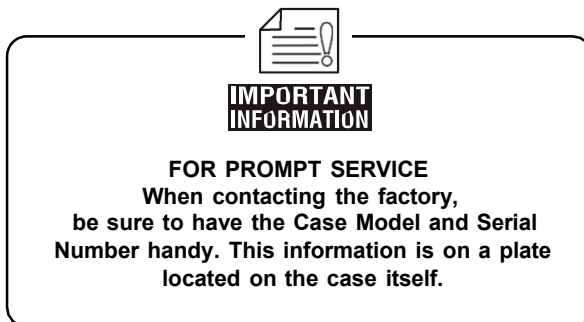 IMPORTANT
INFORMATION
FOR PROMPT SERVICE
When contacting the factory,
be sure to have the Case Model and Serial
Number handy. This information is on a plate
located on the case itself.